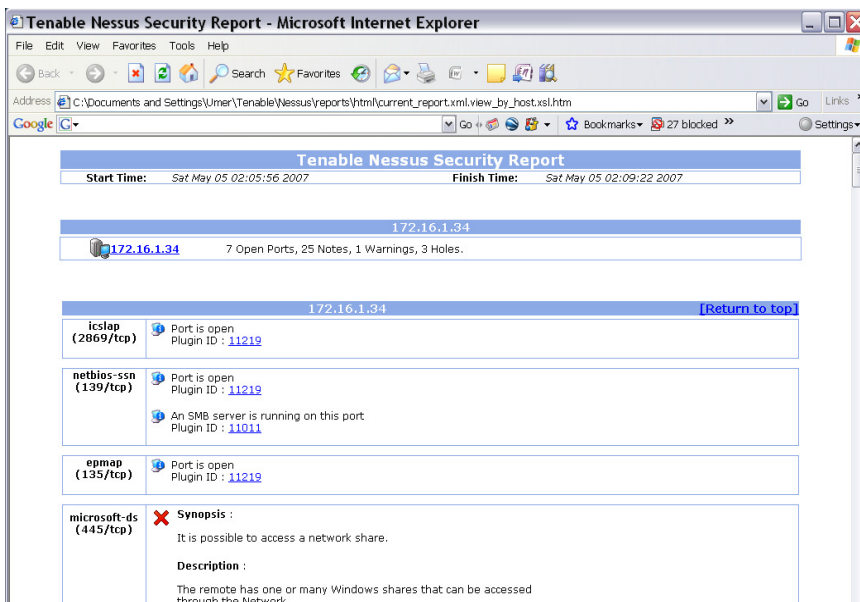 Tenable Nessus Security Report - Microsoft Internet Explorer
File Edit View Favorites Tools Help
Back Search Favorites
Address C:\Documents and Settings\Umer\Tenable\Nessus\reports\html\current_report.xml.view_by_host.xsl.htm Go Links »
Google G Go Bookmarks 27 blocked » Settings
Tenable Nessus Security Report
Start Time: Sat May 05 02:05:56 2007 Finish Time: Sat May 05 02:09:22 2007
172.16.1.34
172.16.1.34 7 Open Ports, 25 Notes, 1 Warnings, 3 Holes.
172.16.1.34 [Return to top]
icslap
(2869/tcp)
Port is open
Plugin ID : 11219
netbios-ssn
(139/tcp)
Port is open
Plugin ID : 11219
An SMB server is running on this port
Plugin ID : 11011
epmap
(135/tcp)
Port is open
Plugin ID : 11219
microsoft-ds
(445/tcp)
Synopsis :
It is possible to access a network share.
Description :
The remote has one or many Windows shares that can be accessed
through the Network